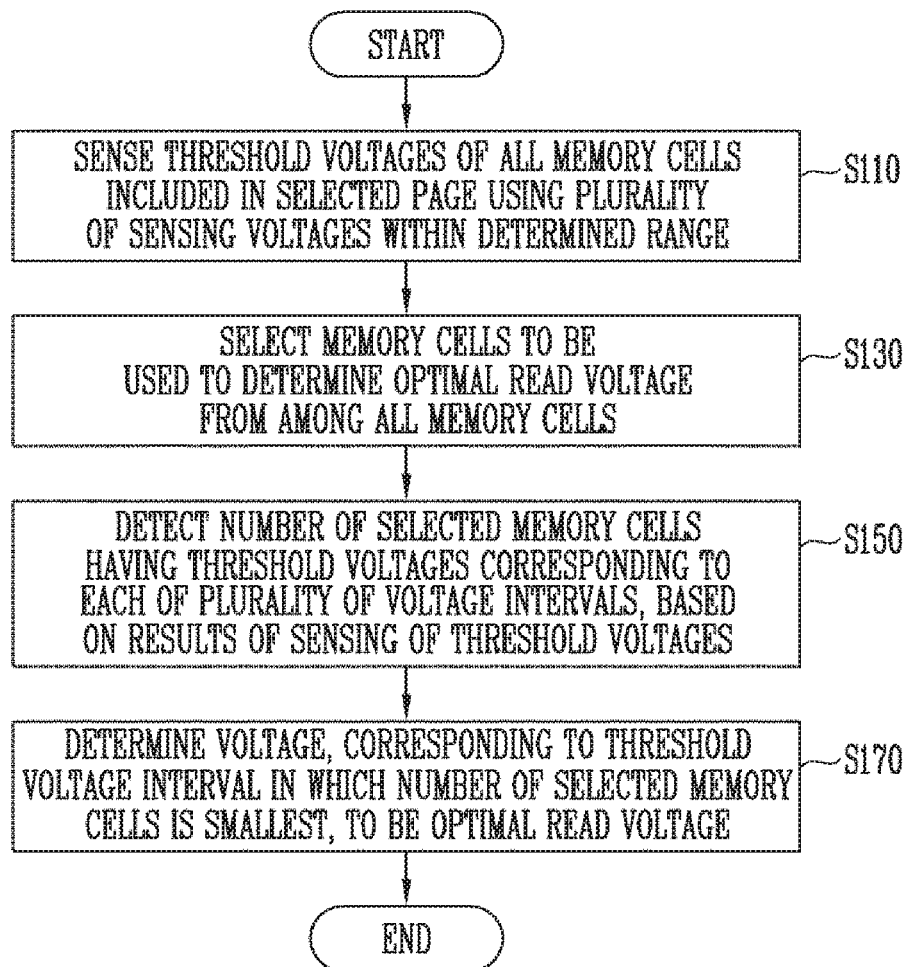 START
SENSE THRESHOLD VOLTAGES OF ALL MEMORY CELLS
INCLUDED IN SELECTED PAGE USING PLURALITY
OF SENSING VOLTAGES WITHIN DETERMINED RANGE
S110
SELECT MEMORY CELLS TO BE
USED TO DETERMINE OPTIMAL READ VOLTAGE
FROM AMONG ALL MEMORY CELLS
S130
DETECT NUMBER OF SELECTED MEMORY CELLS
HAVING THRESHOLD VOLTAGES CORRESPONDING TO
EACH OF PLURALITY OF VOLTAGE INTERVALS, BASED
ON RESULTS OF SENSING OF THRESHOLD VOLTAGES
S150
DETERMINE VOLTAGE, CORRESPONDING TO THRESHOLD
VOLTAGE INTERVAL IN WHICH NUMBER OF SELECTED MEMORY
CELLS IS SMALLEST, TO BE OPTIMAL READ VOLTAGE
S170
END